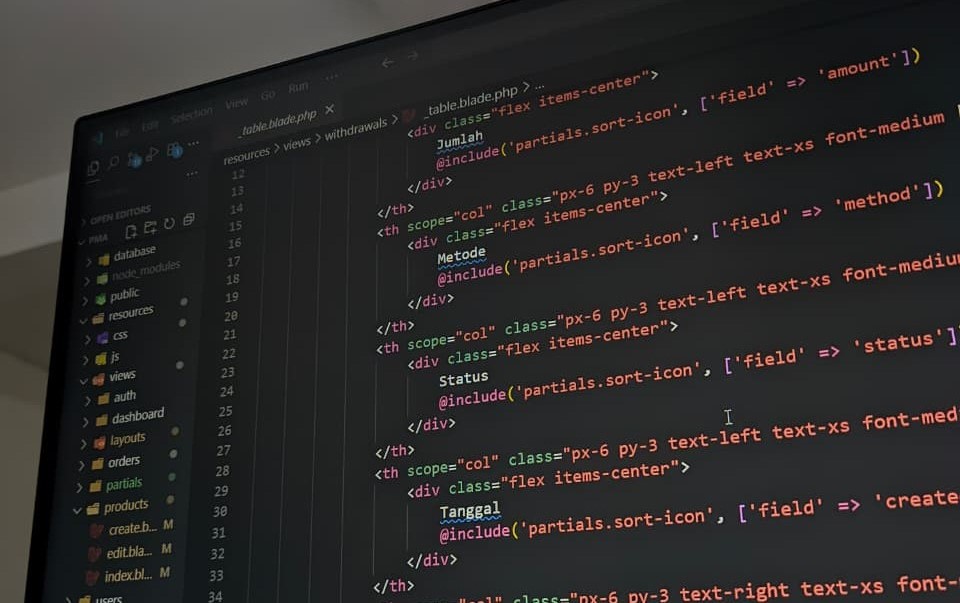 File Edit Selection View Go Run ...
_table.blade.php ×
resources > views > withdrawals > _table.blade.php > ...
OPEN EDITORS
PMA
database
node_modules
public
resources
css
js
views
auth
dashboard
layouts
orders
partials
products
create.b... M
edit.bla... M
index.bl... M
users
12 <div class="flex items-center">
13 Jumlah
14 @include('partials.sort-icon', ['field' => 'amount'])
15 </div>
16 </th>
17 <th scope="col" class="px-6 py-3 text-left text-xs font-medium
18 <div class="flex items-center">
19 Metode
20 @include('partials.sort-icon', ['field' => 'method'])
21 </div>
22 </th>
23 <th scope="col" class="px-6 py-3 text-left text-xs font-medium
24 <div class="flex items-center">
25 Status
26 @include('partials.sort-icon', ['field' => 'status']
27 </div>
28 </th>
29 <th scope="col" class="px-6 py-3 text-left text-xs font-med
30 <div class="flex items-center">
31 Tanggal
32 @include('partials.sort-icon', ['field' => 'create
33 </div>
34 </th>
class="px-6 py-3 text-right text-xs font-